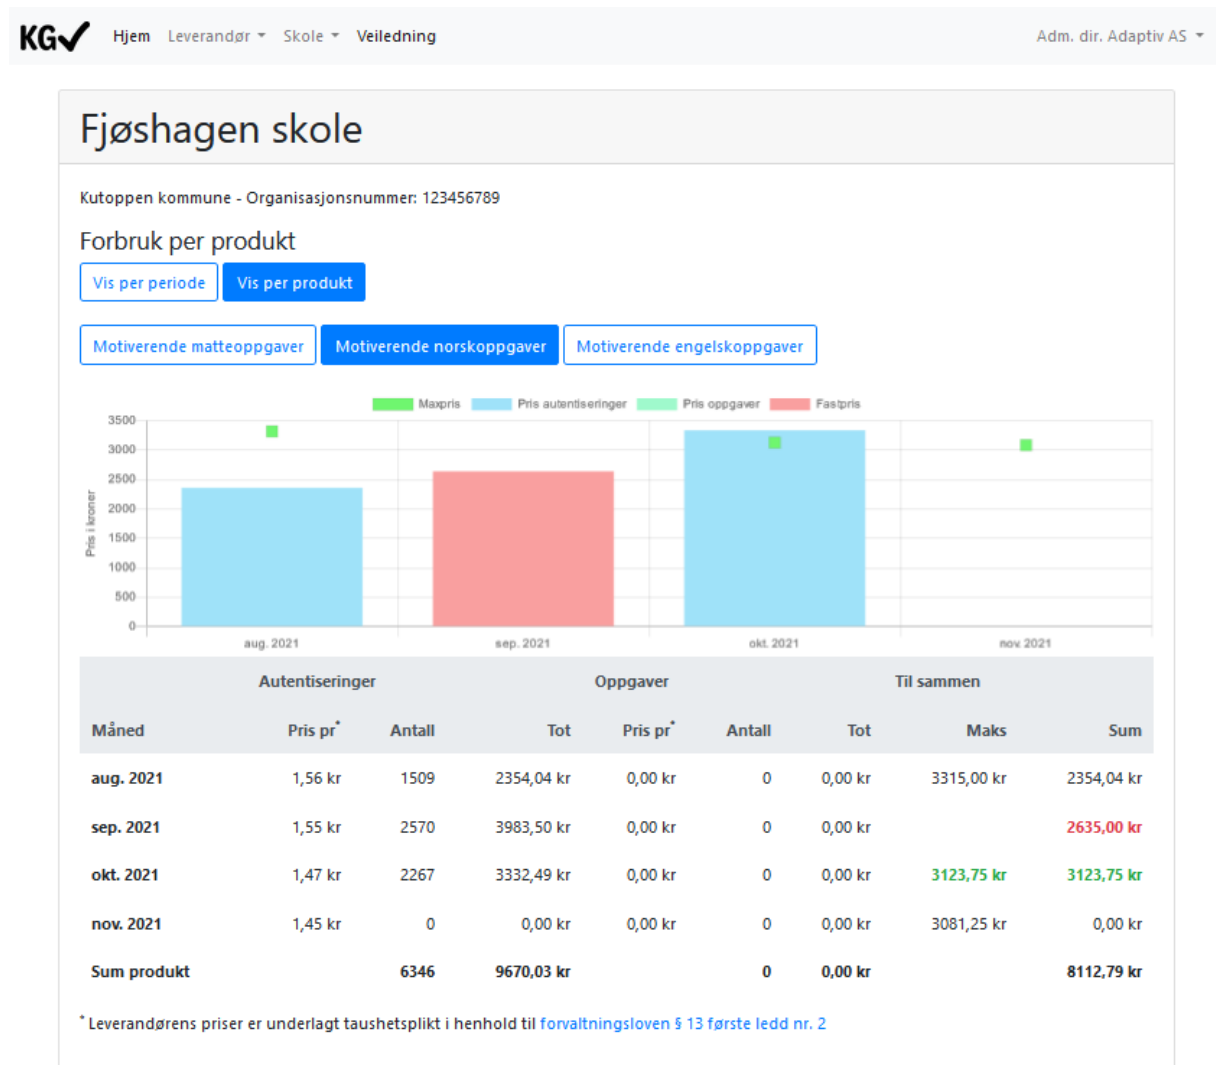 KG✓ Hjem Leverandør Skole Veiledning Adm. dir. Adaptiv AS
Fjøshagen skole
Kutoppen kommune - Organisasjonsnummer: 123456789
Forbruk per produkt
Vis per periode Vis per produkt
Motiverende matteoppgaver Motiverende norskoppgaver Motiverende engelskoppgaver
Maxpris Pris autentiseringer Pris oppgaver Fastpris
3500
3000
2500
2000
1500
1000
500
0
Pris i kroner
aug. 2021 sep. 2021 okt. 2021 nov. 2021
Autentiseringer Oppgaver Til sammen
Måned Pris pr* Antall Tot Pris pr* Antall Tot Maks Sum
aug. 2021 1,56 kr 1509 2354,04 kr 0,00 kr 0 0,00 kr 3315,00 kr 2354,04 kr
sep. 2021 1,55 kr 2570 3983,50 kr 0,00 kr 0 0,00 kr 2635,00 kr
okt. 2021 1,47 kr 2267 3332,49 kr 0,00 kr 0 0,00 kr 3123,75 kr 3123,75 kr
nov. 2021 1,45 kr 0 0,00 kr 0,00 kr 0 0,00 kr 3081,25 kr 0,00 kr
Sum produkt 6346 9670,03 kr 0 0,00 kr 8112,79 kr
* Leverandørens priser er underlagt taushetsplikt i henhold til forvaltningsloven § 13 første ledd nr. 2